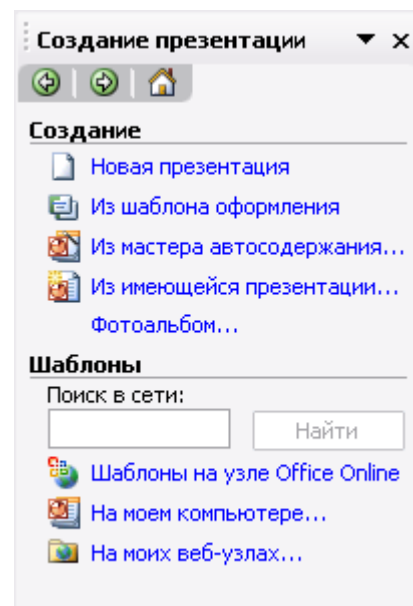 Создание презентации
Создание
Новая презентация
Из шаблона оформления
Из мастера автосодержания...
Из имеющейся презентации...
Фотоальбом...
Шаблоны
Поиск в сети:
Найти
Шаблоны на узле Office Online
На моем компьютере...
На моих веб-узлах...